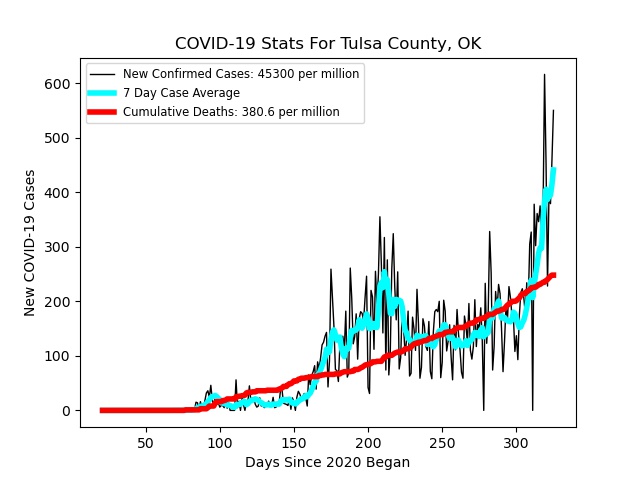 COVID-19 Stats For Tulsa County, OK
New Confirmed Cases: 45300 per million
7 Day Case Average
Cumulative Deaths: 380.6 per million
New COVID-19 Cases
600
500
400
300
200
100
0
50
100
150
200
250
300
Days Since 2020 Began